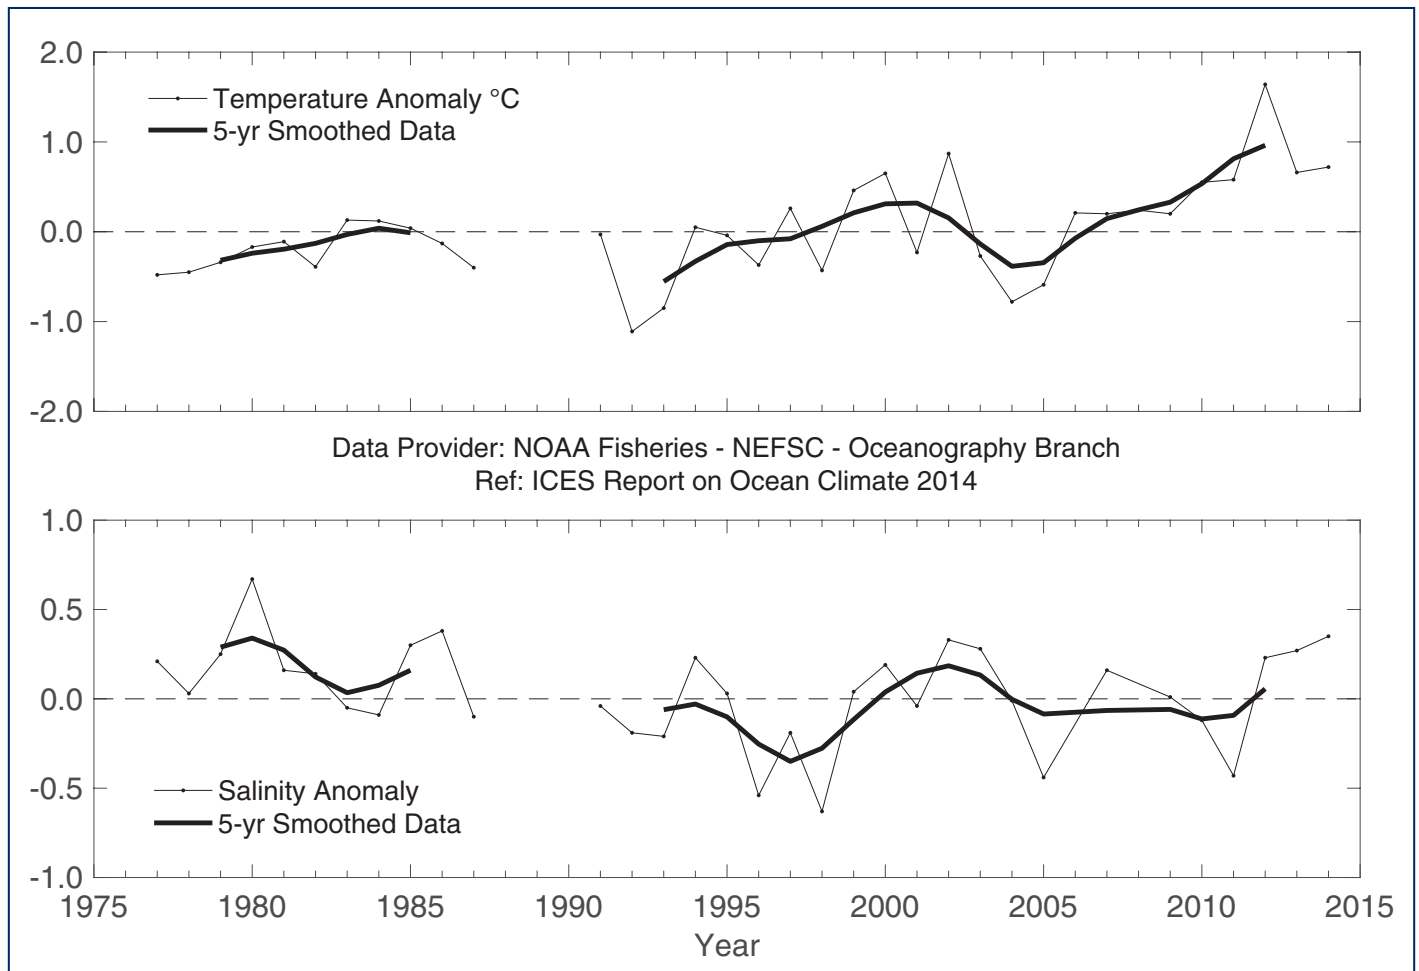 2.0
Temperature Anomaly °C
5-yr Smoothed Data
1.0
0.0
-1.0
-2.0
Data Provider: NOAA Fisheries - NEFSC - Oceanography Branch
Ref: ICES Report on Ocean Climate 2014
1.0
0.5
0.0
-0.5
Salinity Anomaly
5-yr Smoothed Data
-1.0
1975 1980 1985 1990 1995 2000 2005 2010 2015
Year